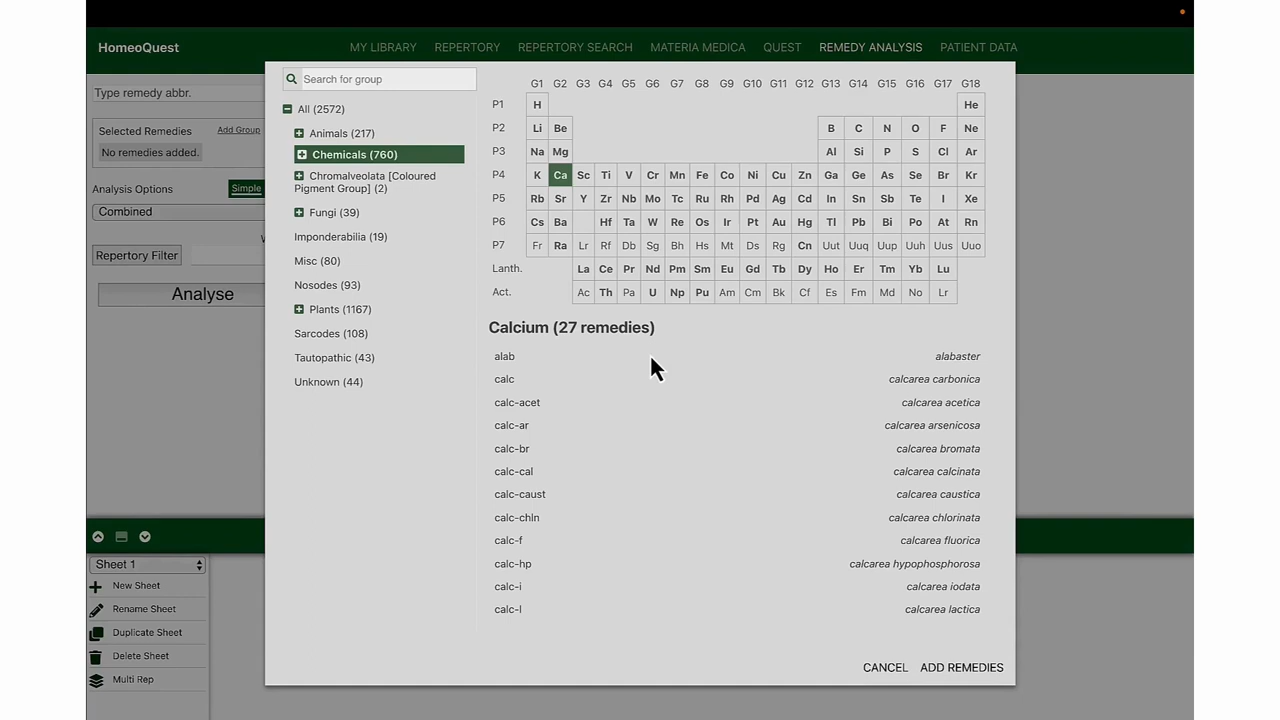 HomeoQuest
MY LIBRARY REPERTORY REPERTORY SEARCH MATERIA MEDICA QUEST REMEDY ANALYSIS PATIENT DATA
Type remedy abbr.
Selected Remedies Add Group
No remedies added.
Analysis Options Simple
Combined
Repertory Filter
Analyse
Search for group
All (2572)
Animals (217)
Chemicals (760)
Chromalveolata [Coloured
Pigment Group] (2)
Fungi (39)
Imponderabilia (19)
Misc (80)
Nosodes (93)
Plants (1167)
Sarcodes (108)
Tautopathic (43)
Unknown (44)
G1 G2 G3 G4 G5 G6 G7 G8 G9 G10 G11 G12 G13 G14 G15 G16 G17 G18
P1 H He
P2 Li Be B C N O F Ne
P3 Na Mg Al Si P S Cl Ar
P4 K Ca Sc Ti V Cr Mn Fe Co Ni Cu Zn Ga Ge As Se Br Kr
P5 Rb Sr Y Zr Nb Mo Tc Ru Rh Pd Ag Cd In Sn Sb Te I Xe
P6 Cs Ba Hf Ta W Re Os Ir Pt Au Hg Tl Pb Bi Po At Rn
P7 Fr Ra Lr Rf Db Sg Bh Hs Mt Ds Rg Cn Uut Uuq Uup Uuh Uus Uuo
Lanth. La Ce Pr Nd Pm Sm Eu Gd Tb Dy Ho Er Tm Yb Lu
Act. Ac Th Pa U Np Pu Am Cm Bk Cf Es Fm Md No Lr
Calcium (27 remedies)
alab alabaster
calc calcarea carbonica
calc-acet calcarea acetica
calc-ar calcarea arsenicosa
calc-br calcarea bromata
calc-cal calcarea calcinata
calc-caust calcarea caustica
calc-chln calcarea chlorinata
calc-f calcarea fluorica
calc-hp calcarea hypophosphorosa
calc-i calcarea iodata
calc-l calcarea lactica
CANCEL ADD REMEDIES
Sheet 1
New Sheet
Rename Sheet
Duplicate Sheet
Delete Sheet
Multi Rep